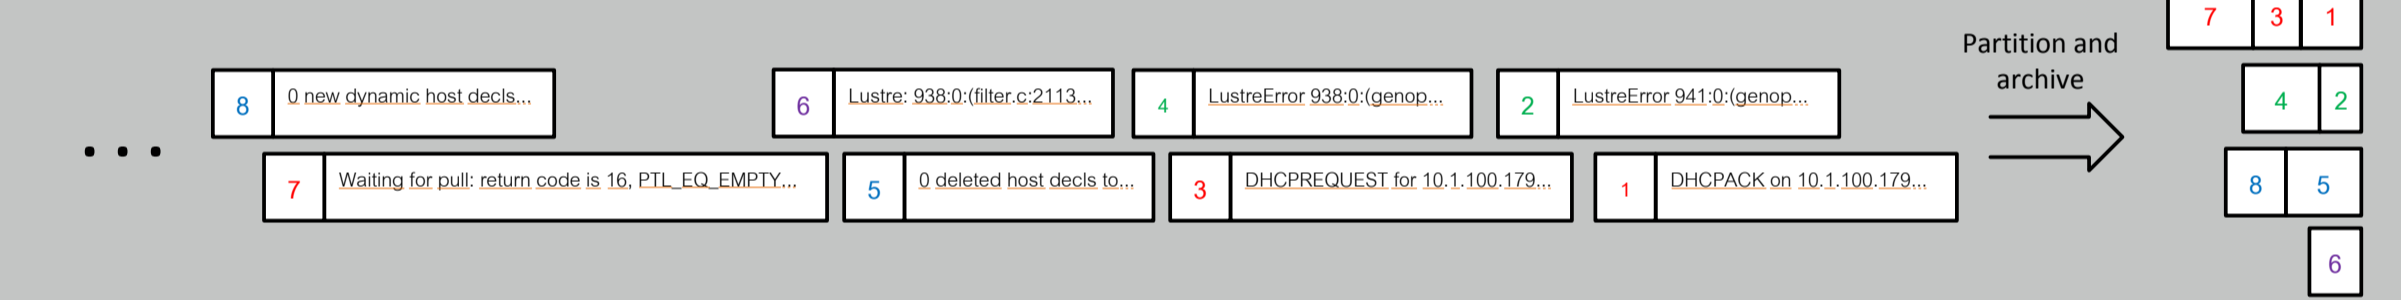 8 0 new dynamic host decls...
6 Lustre: 938:0:(filter.c:2113...
4 LustreError 938:0:(genop...
2 LustreError 941:0:(genop...
...
7 Waiting for pull: return code is 16, PTL_EQ_EMPTY...
5 0 deleted host decls to...
3 DHCPREQUEST for 10.1.100.179...
1 DHCPACK on 10.1.100.179...
Partition and
archive
7 3 1
4 2
8 5
6